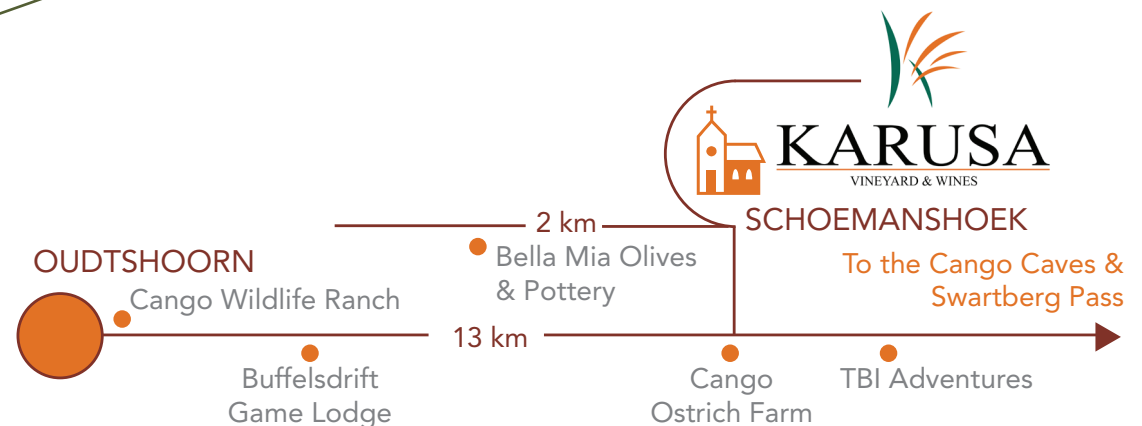 KARUSA
VINEYARD & WINES
2 km
SCHOEMANSHOEK
OUDTSHOORN
Bella Mia Olives
& Pottery
To the Cango Caves &
Swartberg Pass
Cango Wildlife Ranch
13 km
Buffelsdrift
Game Lodge
Cango
Ostrich Farm
TBI Adventures